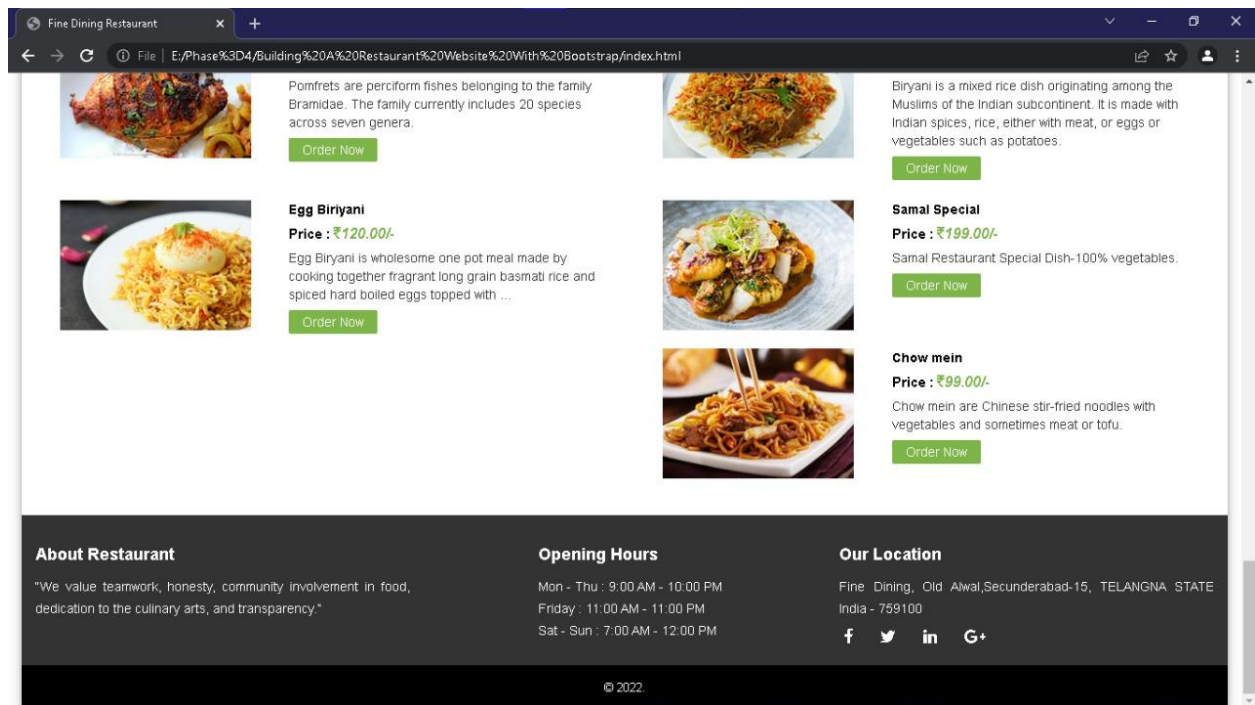 Fine Dining Restaurant
File | E:/Phase%3D4/Building%20A%20Restaurant%20Website%20With%20Bootstrap/index.html
Pomfrets are perciform fishes belonging to the family
Bramidae. The family currently includes 20 species
across seven genera.
Order Now
Biryani is a mixed rice dish originating among the
Muslims of the Indian subcontinent. It is made with
Indian spices, rice, either with meat, or eggs or
vegetables such as potatoes.
Order Now
Egg Biriyani
Price : ₹120.00/-
Egg Biryani is wholesome one pot meal made by
cooking together fragrant long grain basmati rice and
spiced hard boiled eggs topped with ...
Order Now
Samal Special
Price : ₹199.00/-
Samal Restaurant Special Dish-100% vegetables.
Order Now
Chow mein
Price : ₹99.00/-
Chow mein are Chinese stir-fried noodles with
vegetables and sometimes meat or tofu.
Order Now
About Restaurant
"We value teamwork, honesty, community involvement in food,
dedication to the culinary arts, and transparency."
Opening Hours
Mon - Thu : 9:00 AM - 10:00 PM
Friday : 11:00 AM - 11:00 PM
Sat - Sun : 7:00 AM - 12:00 PM
Our Location
Fine Dining, Old Alwal,Secunderabad-15, TELANGNA STATE
India - 759100
f in G+
© 2022.